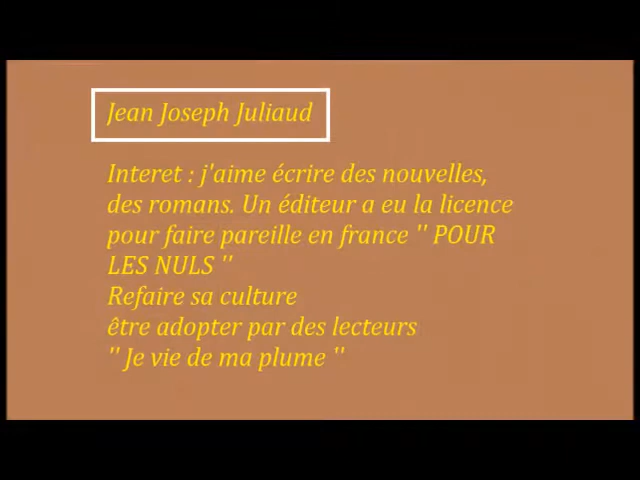 Jean Joseph Juliaud
Interet : j'aime écrire des nouvelles,
des romans. Un éditeur a eu la licence
pour faire pareille en france '' POUR
LES NULS ''
Refaire sa culture
être adopter par des lecteurs
'' Je vie de ma plume ''